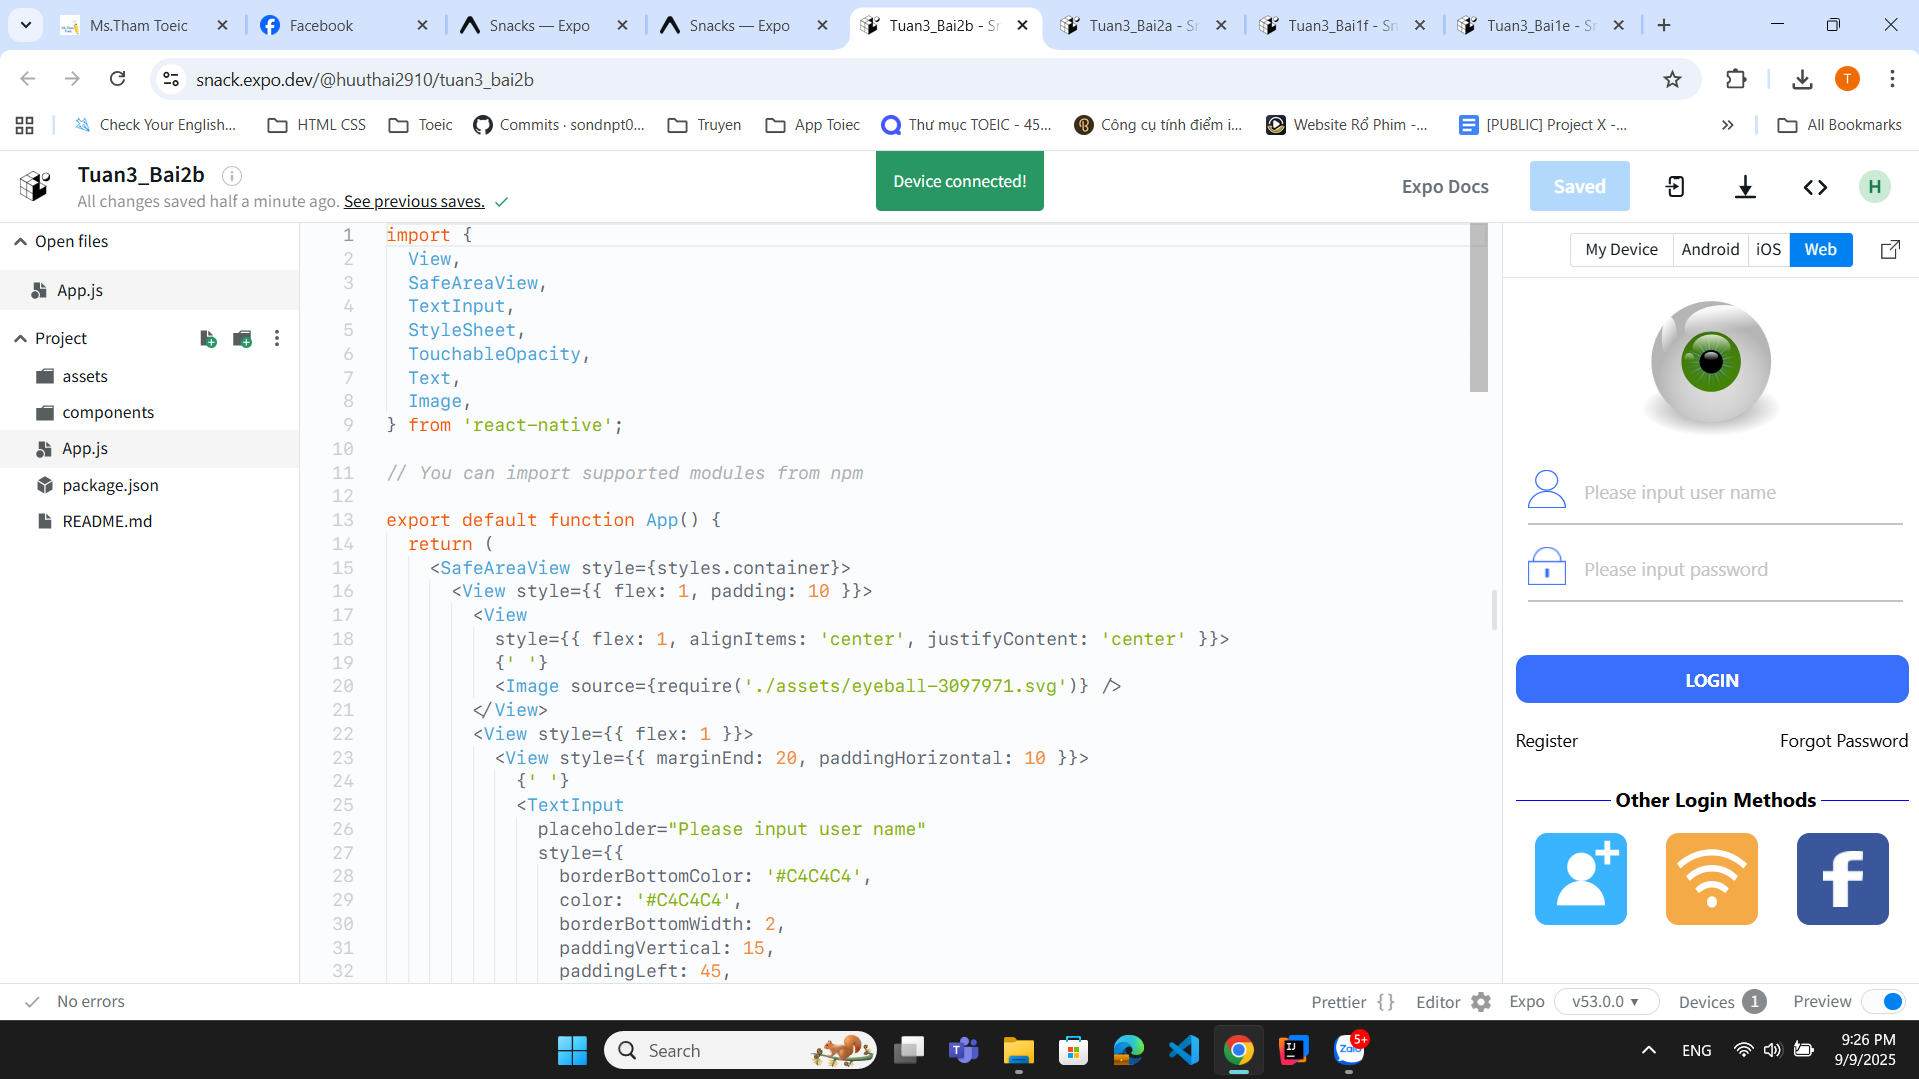 Ms.Tham Toeic
Facebook
Snacks — Expo
Snacks — Expo
Tuan3_Bai2b - Sn
Tuan3_Bai2a - Sn
Tuan3_Bai1f - Sn
Tuan3_Bai1e - Sn
snack.expo.dev/@huuthai2910/tuan3_bai2b
T
Check Your English...
HTML CSS
Toeic
Commits · sondnpt0...
Truyen
App Toiec
Thư mục TOEIC - 45...
Công cụ tính điểm i...
Website Rổ Phim -...
[PUBLIC] Project X -...
All Bookmarks
Tuan3_Bai2b
All changes saved half a minute ago. See previous saves.
Device connected!
Expo Docs
Saved
H
Open files
App.js
Project
assets
components
App.js
package.json
README.md
1 import {
2 View,
3 SafeAreaView,
4 TextInput,
5 StyleSheet,
6 TouchableOpacity,
7 Text,
8 Image,
9 } from 'react-native';
10
11 // You can import supported modules from npm
12
13 export default function App() {
14 return (
15 <SafeAreaView style={styles.container}>
16 <View style={{ flex: 1, padding: 10 }}>
17 <View
18 style={{ flex: 1, alignItems: 'center', justifyContent: 'center' }}>
19 {' '}
20 <Image source={require('./assets/eyeball-3097971.svg')} />
21 </View>
22 <View style={{ flex: 1 }}>
23 <View style={{ marginEnd: 20, paddingHorizontal: 10 }}>
24 {' '}
25 <TextInput
26 placeholder="Please input user name"
27 style={{
28 borderBottomColor: '#C4C4C4',
29 color: '#C4C4C4',
30 borderBottomWidth: 2,
31 paddingVertical: 15,
32 paddingLeft: 45,
My Device
Android
iOS
Web
Please input user name
Please input password
LOGIN
Register
Forgot Password
Other Login Methods
No errors
Prettier { }
Editor
Expo
v53.0.0
Devices 1
Preview
Search
Zalo
5+
ENG
9:26 PM
9/9/2025